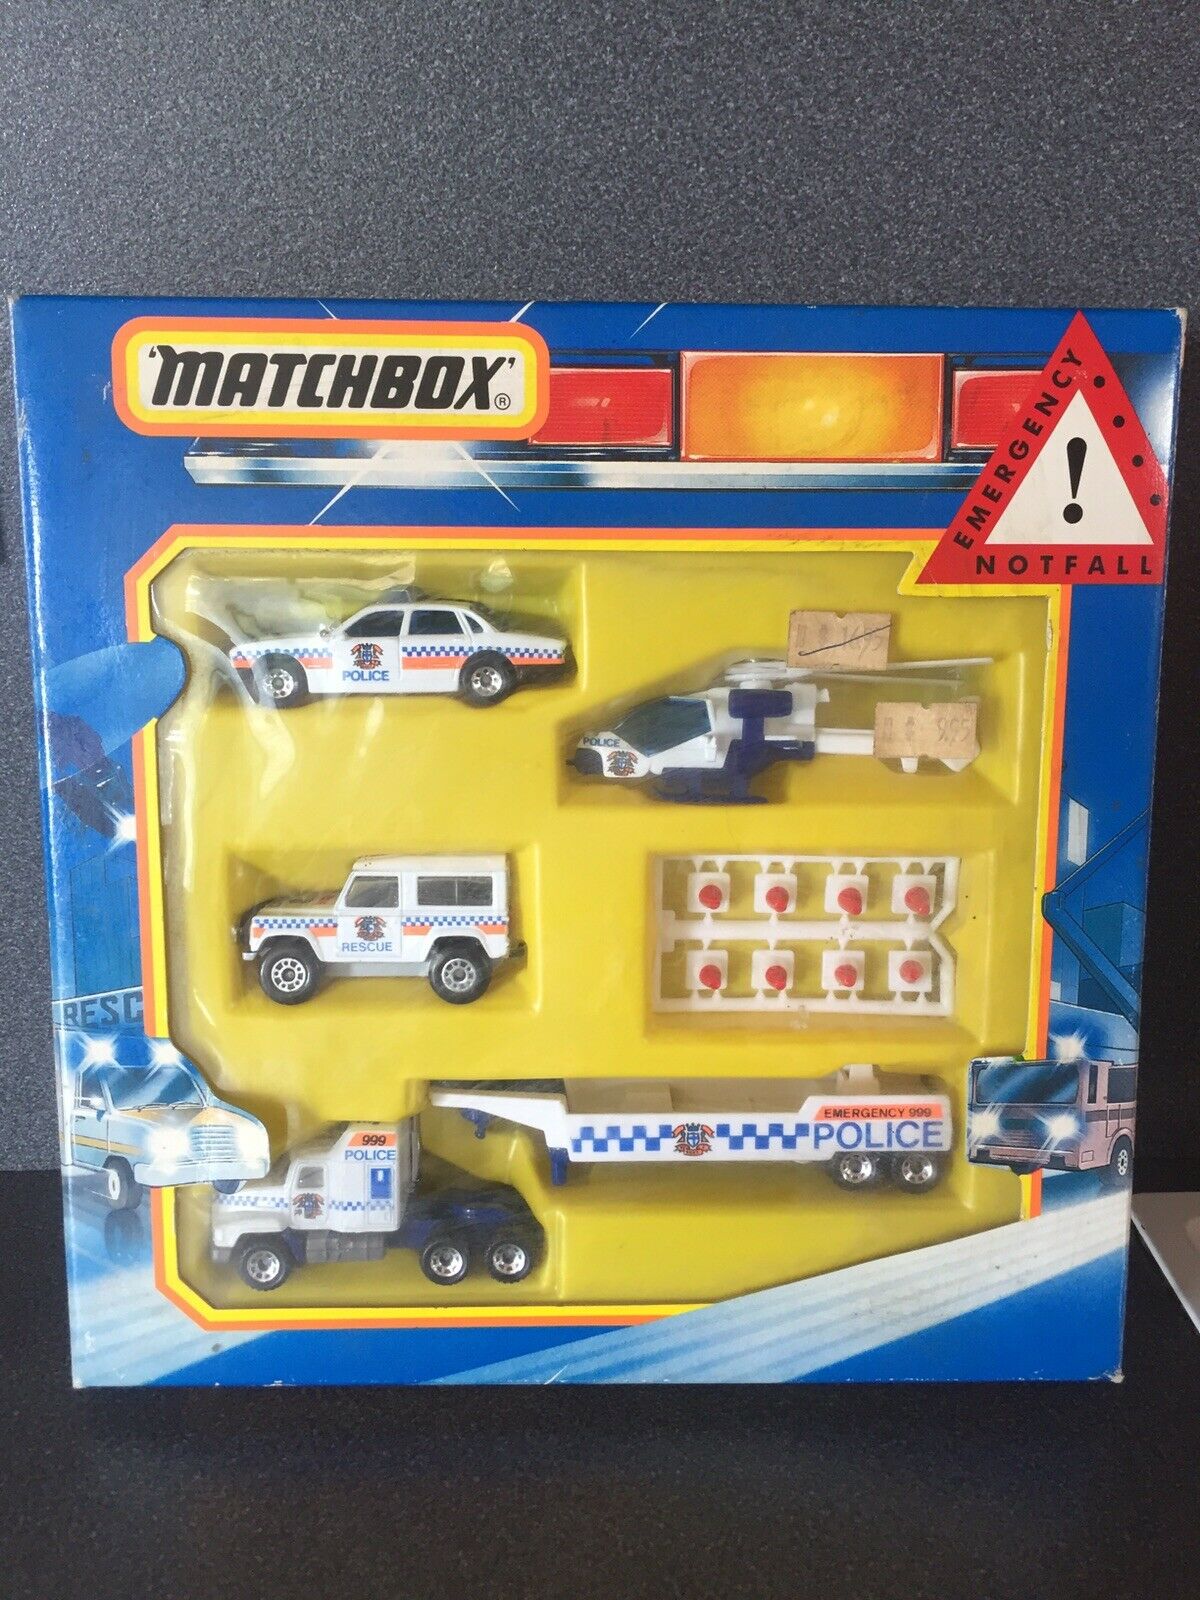 'MATCHBOX'®
EMERGENCY
!
NOTFALL
POLICE
POLICE
RESCUE
RESC
999
POLICE
EMERGENCY 999
POLICE